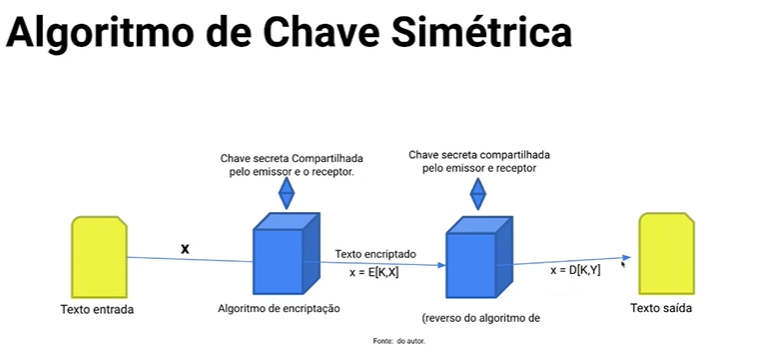 Algoritmo de Chave Simétrica
Chave secreta Compartilhada
pelo emissor e o receptor.
Chave secreta compartilhada
pelo emissor e receptor
x
Texto encriptado
x = E[K,X]
x = D[K,Y]
Texto entrada
Algoritmo de encriptação
(reverso do algoritmo de
Texto saída
Fonte: do autor.